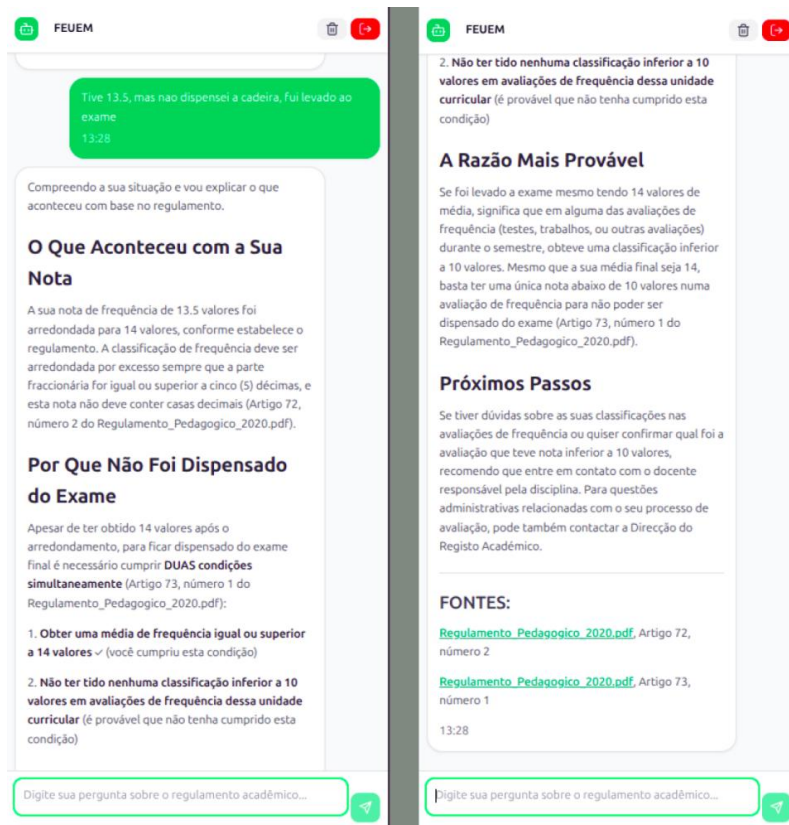 FEUEM
Tive 13.5, mas nao dispensei a cadeira, fui levado ao
exame
13:28
Compreendo a sua situação e vou explicar o que
aconteceu com base no regulamento.
O Que Aconteceu com a Sua
Nota
A sua nota de frequência de 13.5 valores foi
arredondada para 14 valores, conforme estabelece o
regulamento. A classificação de frequência deve ser
arredondada por excesso sempre que a parte
fraccionária for igual ou superior a cinco (5) décimas, e
esta nota não deve conter casas decimais (Artigo 72,
número 2 do Regulamento_Pedagogico_2020.pdf).
Por Que Não Foi Dispensado
do Exame
Apesar de ter obtido 14 valores após o
arredondamento, para ficar dispensado do exame
final é necessário cumprir DUAS condições
simultaneamente (Artigo 73, número 1 do
Regulamento_Pedagogico_2020.pdf):
1. Obter uma média de frequência igual ou superior
a 14 valores ✓ (você cumpriu esta condição)
2. Não ter tido nenhuma classificação inferior a 10
valores em avaliações de frequência dessa unidade
curricular (é provável que não tenha cumprido esta
condição)
Digite sua pergunta sobre o regulamento acadêmico...
FEUEM
2. Não ter tido nenhuma classificação inferior a 10
valores em avaliações de frequência dessa unidade
curricular (é provável que não tenha cumprido esta
condição)
A Razão Mais Provável
Se foi levado a exame mesmo tendo 14 valores de
média, significa que em alguma das avaliações de
frequência (testes, trabalhos, ou outras avaliações)
durante o semestre, obteve uma classificação inferior
a 10 valores. Mesmo que a sua média final seja 14,
basta ter uma única nota abaixo de 10 valores numa
avaliação de frequência para não poder ser
dispensado do exame (Artigo 73, número 1 do
Regulamento_Pedagogico_2020.pdf).
Próximos Passos
Se tiver dúvidas sobre as suas classificações nas
avaliações de frequência ou quiser confirmar qual foi a
avaliação que teve nota inferior a 10 valores,
recomendo que entre em contato com o docente
responsável pela disciplina. Para questões
administrativas relacionadas com o seu processo de
avaliação, pode também contactar a Direcção do
Registo Académico.
FONTES:
Regulamento_Pedagogico_2020.pdf, Artigo 72,
número 2
Regulamento_Pedagogico_2020.pdf, Artigo 73,
número 1
13:28
Digite sua pergunta sobre o regulamento acadêmico...